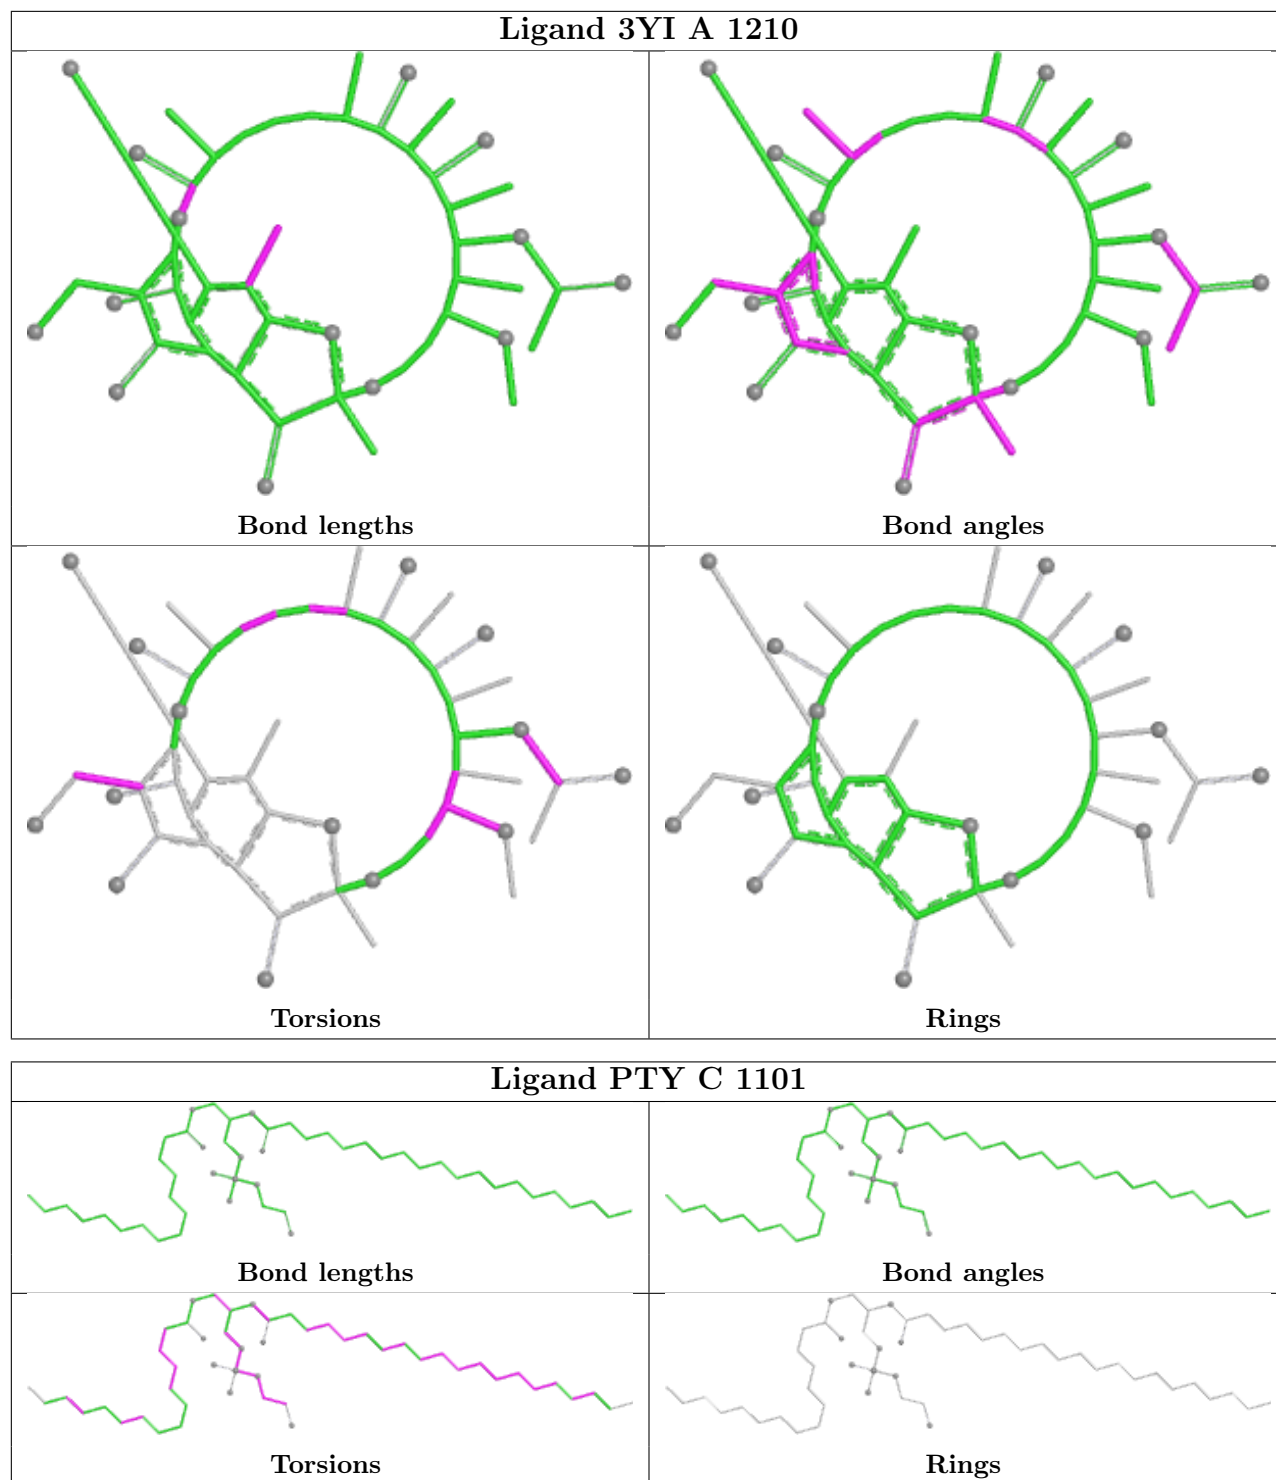 Ligand 3YI A 1210
Bond lengths
Bond angles
Torsions
Rings
Ligand PTY C 1101
Bond lengths
Bond angles
Torsions
Rings